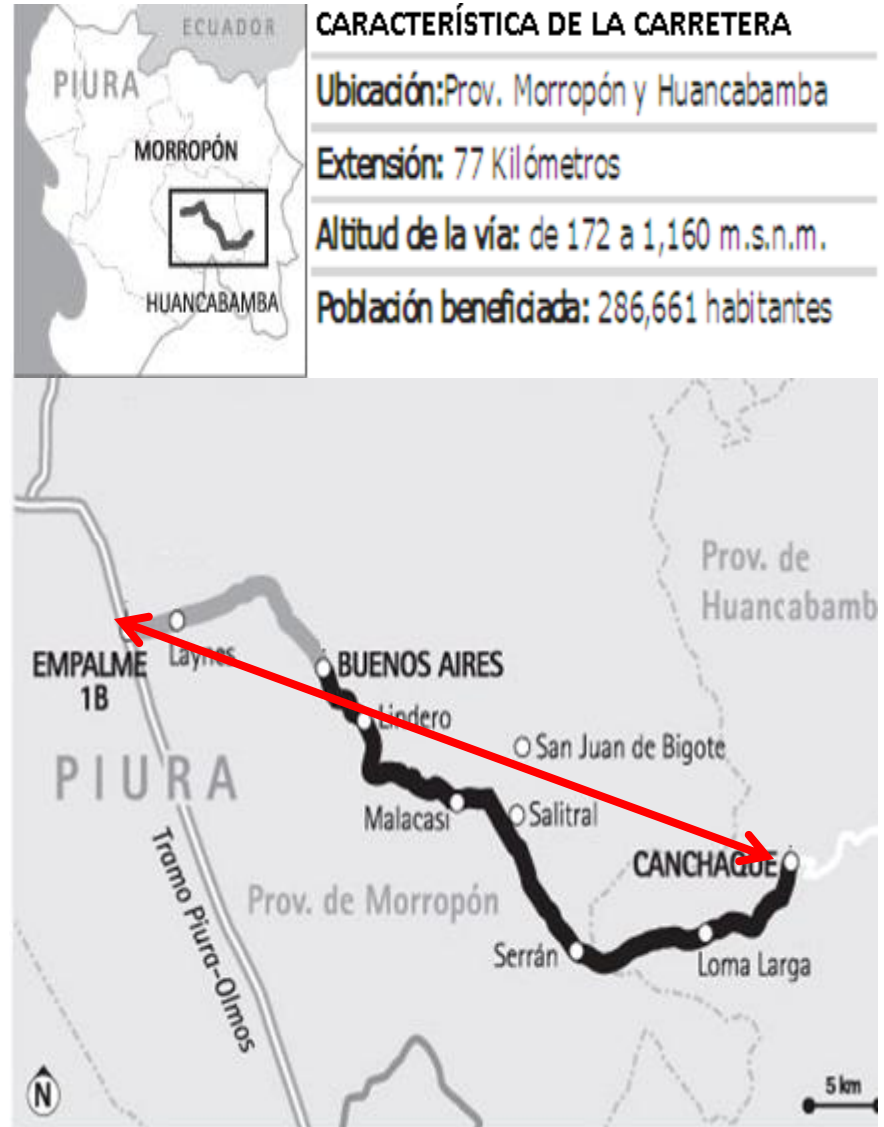 ECUADOR
PIURA
MORROPÓN
HUANCABAMBA
CARACTERÍSTICA DE LA CARRETERA
Ubicación:Prov. Morropón y Huancabamba
Extensión: 77 Kilómetros
Altitud de la vía: de 172 a 1,160 m.s.n.m.
Población beneficiada: 286,661 habitantes
Prov. de
Huancabamb
EMPALME
1B
Laynes
BUENOS AIRES
Lindero
San Juan de Bigote
PIURA
Malacasi
Salitral
CANCHAQUE
Tramo Piura-Olmos
Prov. de Morropón
Serrán
Loma Larga
N
5 km